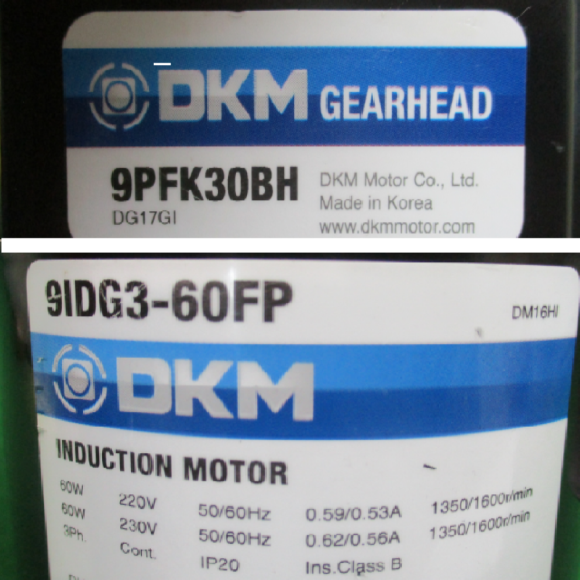 DKM GEARHEAD
9PFK30BH
DG17GI
DKM Motor Co., Ltd.
Made in Korea
www.dkmmotor.com
9IDG3-60FP
DM16HI
DKM
INDUCTION MOTOR
60W 220V 50/60Hz 0.59/0.53A 1350/1600r/min
60W 230V 50/60Hz 0.62/0.56A 1350/1600r/min
3Ph. Cont. IP20 Ins.Class B